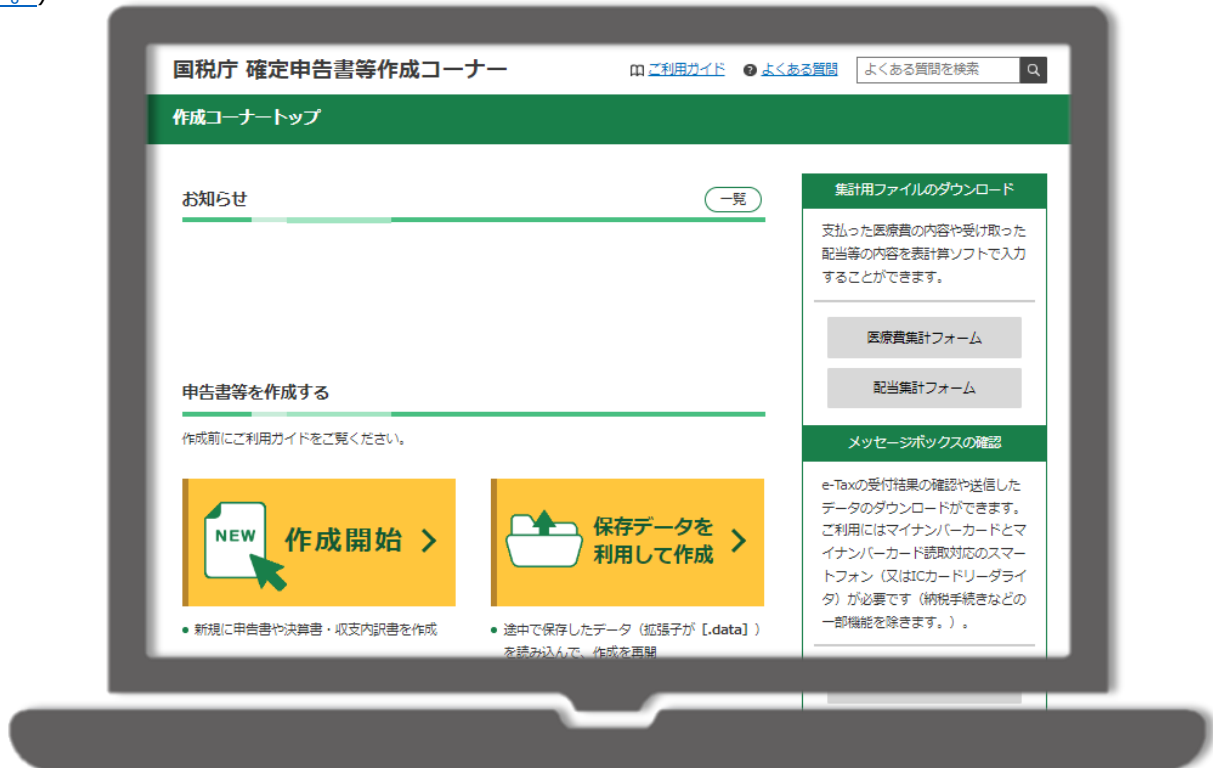 国税庁 確定申告書等作成コーナー
ご利用ガイド
よくある質問
よくある質問を検索
作成コーナートップ
お知らせ
一覧
申告書等を作成する
作成前にご利用ガイドをご覧ください。
NEW
作成開始
保存データを
利用して作成
● 新規に申告書や決算書・収支内訳書を作成
● 途中で保存したデータ（拡張子が［.data］）
を読み込んで、作成を再開
集計用ファイルのダウンロード
支払った医療費の内容や受け取った
配当等の内容を表計算ソフトで入力
することができます。
医療費集計フォーム
配当集計フォーム
メッセージボックスの確認
e-Taxの受付結果の確認や送信した
データのダウンロードができます。
ご利用にはマイナンバーカードとマ
イナンバーカード読取対応のスマー
トフォン（又はICカードリーダライ
タ）が必要です（納税手続きなどの
一部機能を除きます。）。